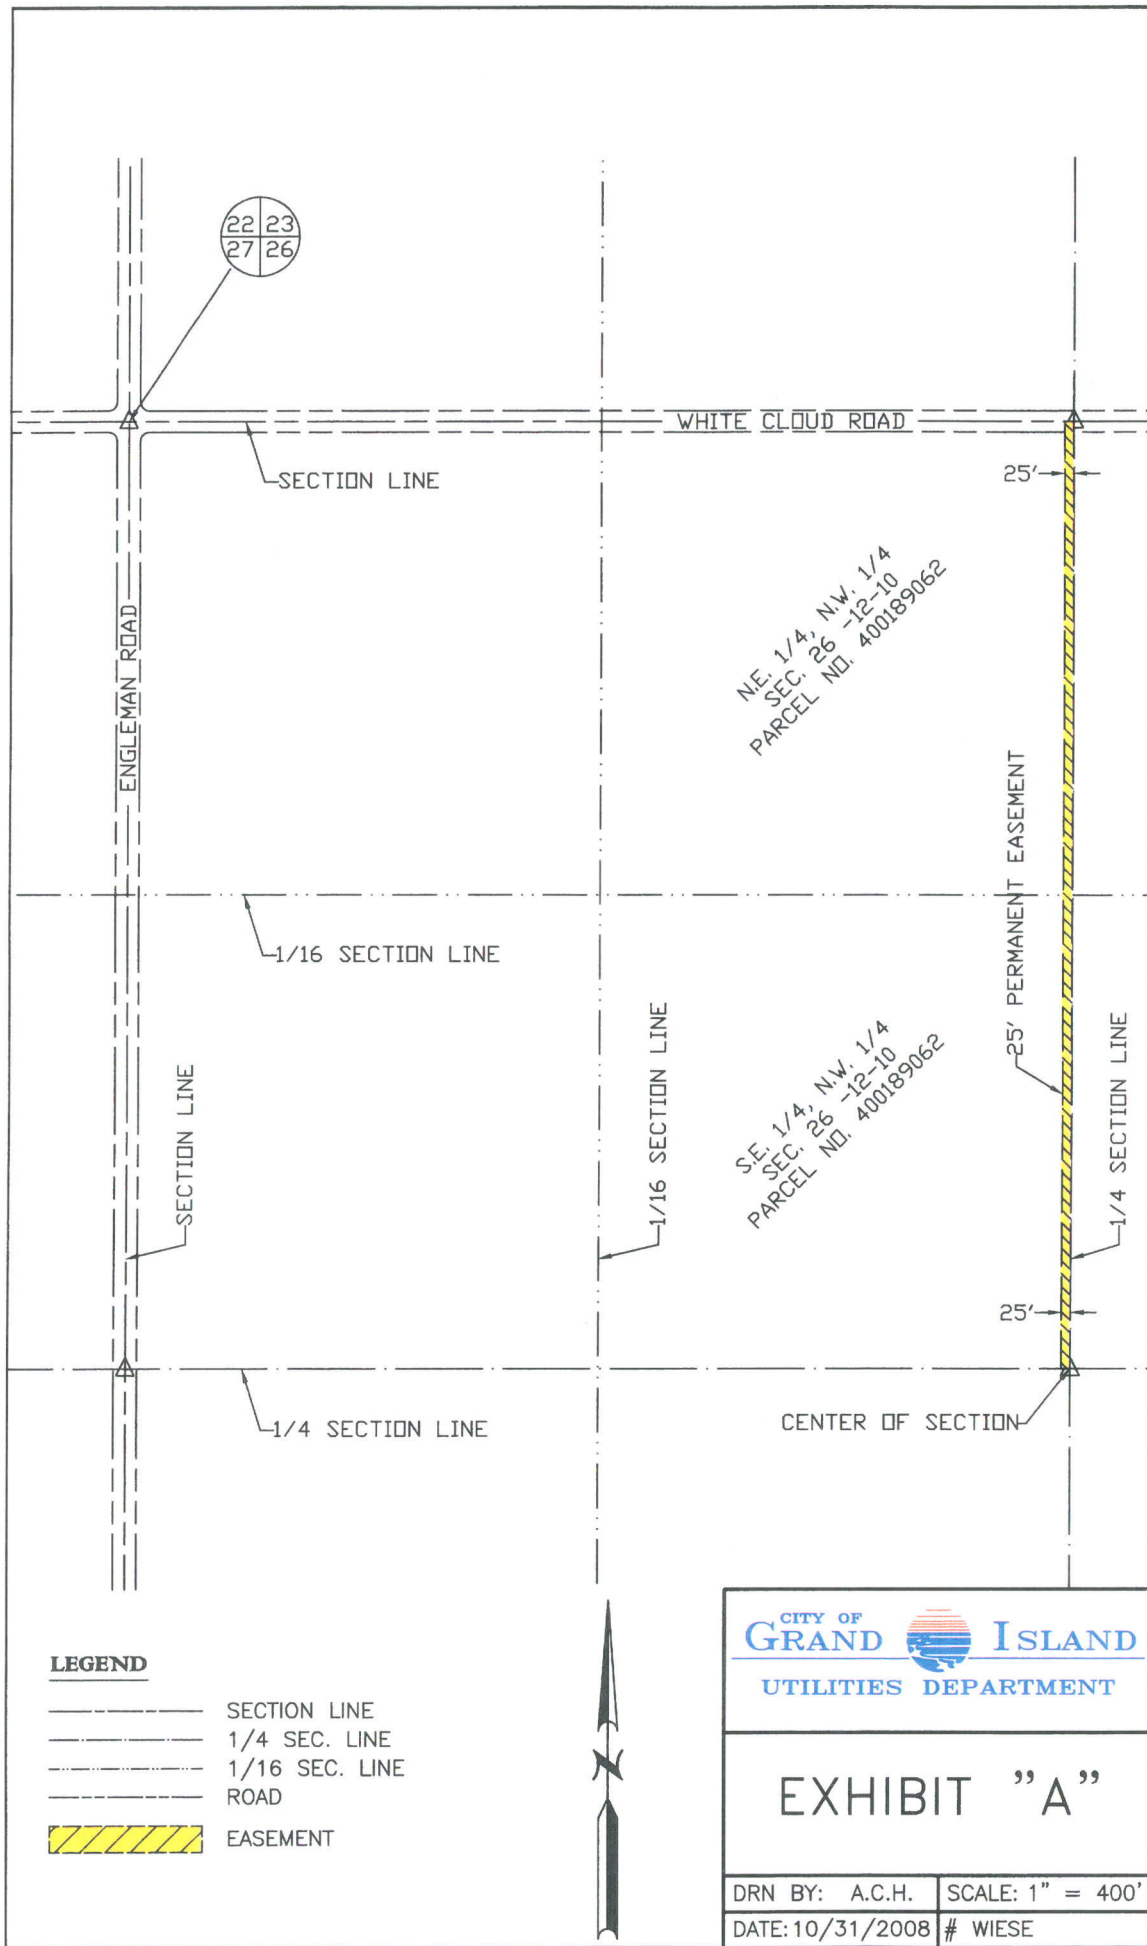 22 23
27 26
WHITE CLOUD ROAD
SECTION LINE
25'
ENGLEMAN ROAD
N.E. 1/4, N.W. 1/4
SEC. 26 -12-10
PARCEL NO. 400189062
25' PERMANENT EASEMENT
1/16 SECTION LINE
SECTION LINE
1/16 SECTION LINE
S.E. 1/4, N.W. 1/4
SEC. 26 -12-10
PARCEL NO. 400189062
1/4 SECTION LINE
25'
1/4 SECTION LINE
CENTER OF SECTION
LEGEND
SECTION LINE
1/4 SEC. LINE
1/16 SEC. LINE
ROAD
EASEMENT
N
CITY OF
GRAND ISLAND
UTILITIES DEPARTMENT
EXHIBIT "A"
DRN BY: A.C.H.
SCALE: 1" = 400'
DATE: 10/31/2008
# WIESE